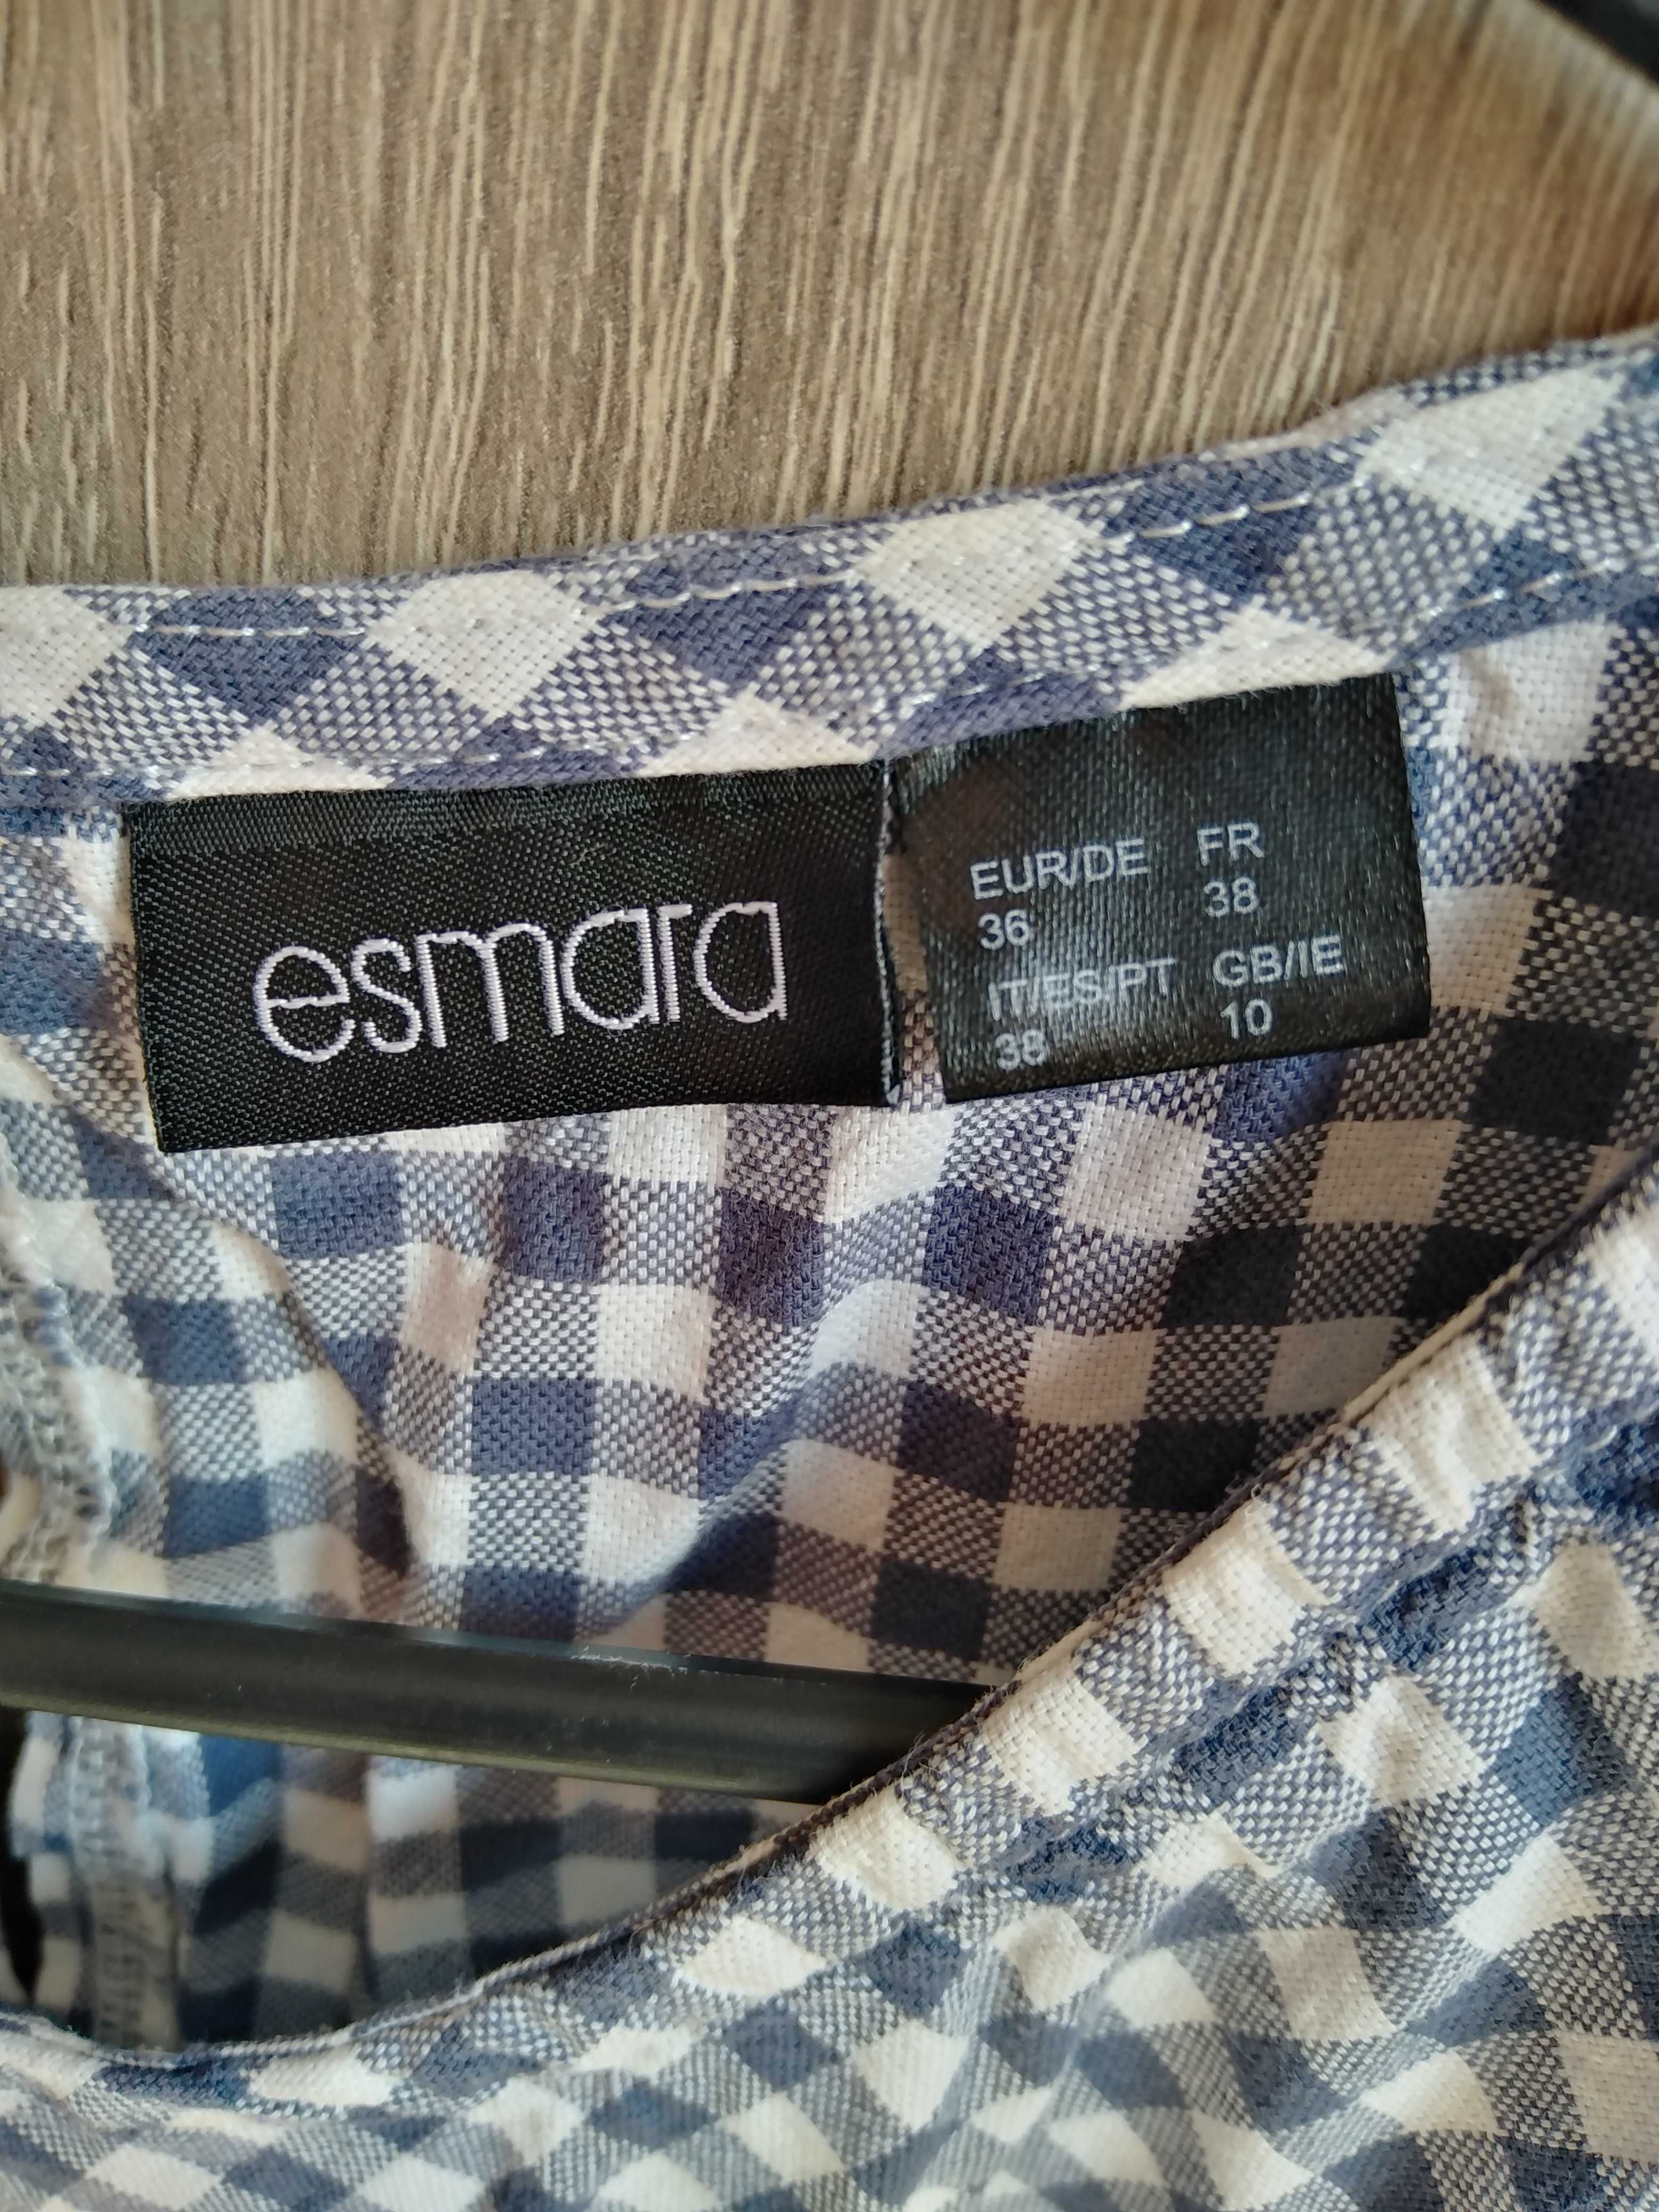 esmara
EUR/DE FR
36 38
IT/ES/PT GB/IE
38 10